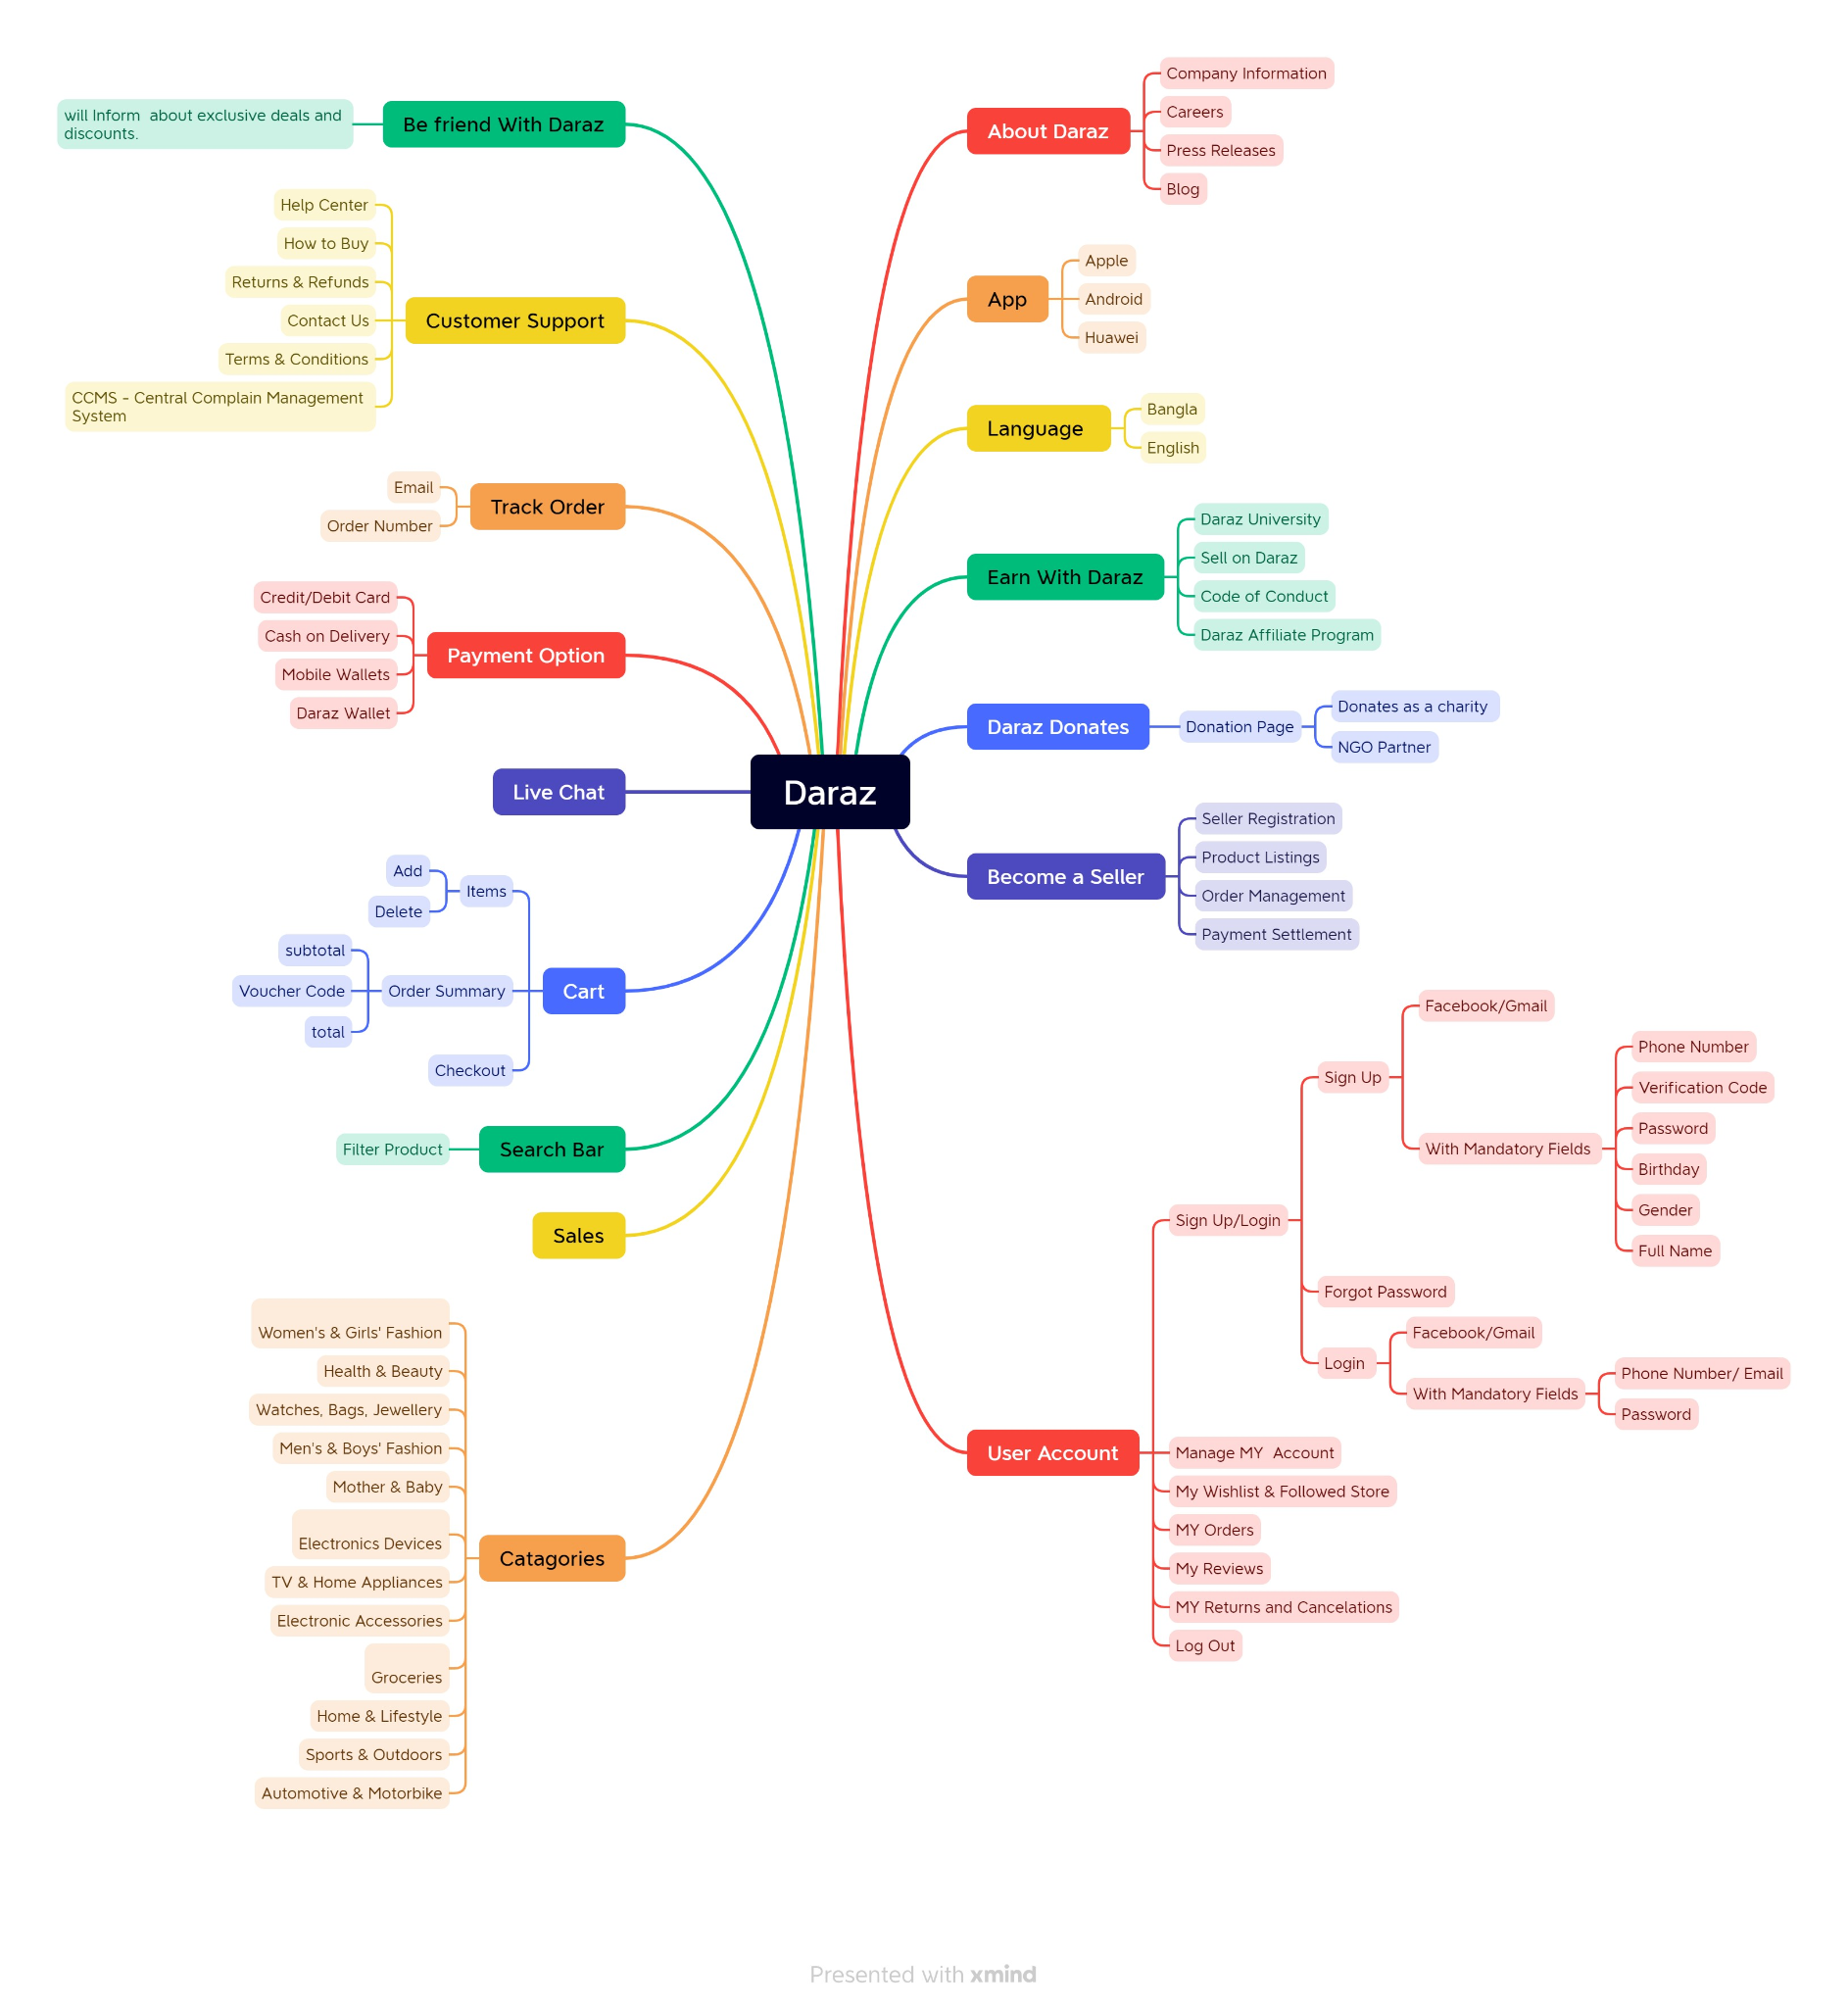 Daraz
About Daraz
Company Information
Careers
Press Releases
Blog
App
Apple
Android
Huawei
Language
Bangla
English
Earn With Daraz
Daraz University
Sell on Daraz
Code of Conduct
Daraz Affiliate Program
Daraz Donates
Donation Page
Donates as a charity
NGO Partner
Become a Seller
Seller Registration
Product Listings
Order Management
Payment Settlement
User Account
Sign Up/Login
Sign Up
Facebook/Gmail
With Mandatory Fields
Phone Number
Verification Code
Password
Birthday
Gender
Full Name
Forgot Password
Login
Facebook/Gmail
With Mandatory Fields
Phone Number/ Email
Password
Manage MY  Account
My Wishlist & Followed Store
MY Orders
My Reviews
MY Returns and Cancelations
Log Out
Be friend With Daraz
will Inform  about exclusive deals and
discounts.
Customer Support
Help Center
How to Buy
Returns & Refunds
Contact Us
Terms & Conditions
CCMS - Central Complain Management
System
Track Order
Email
Order Number
Payment Option
Credit/Debit Card
Cash on Delivery
Mobile Wallets
Daraz Wallet
Live Chat
Cart
Items
Add
Delete
Order Summary
subtotal
Voucher Code
total
Checkout
Search Bar
Filter Product
Sales
Catagories
Women's & Girls' Fashion
Health & Beauty
Watches, Bags, Jewellery
Men's & Boys' Fashion
Mother & Baby
Electronics Devices
TV & Home Appliances
Electronic Accessories
Groceries
Home & Lifestyle
Sports & Outdoors
Automotive & Motorbike
Presented with xmind